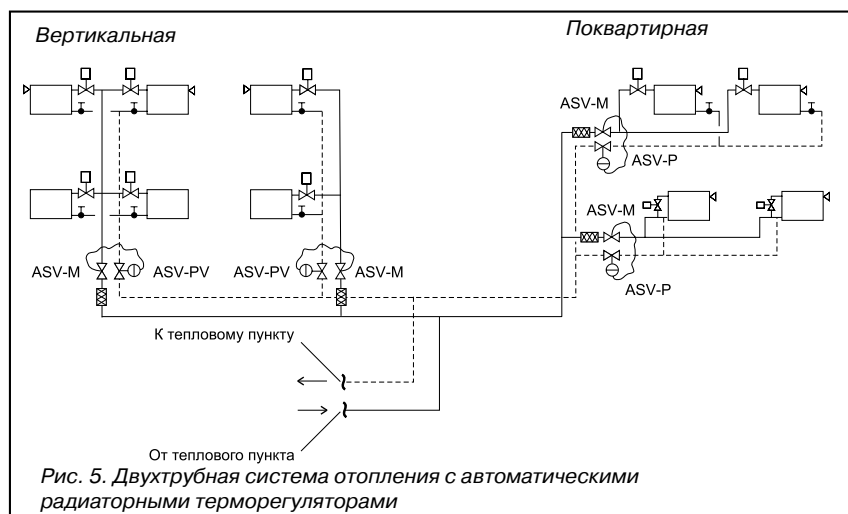 Вертикальная
Поквартирная
ASV-M
ASV-P
ASV-M
ASV-P
ASV-M
ASV-PV
ASV-PV
ASV-M
К тепловому пункту
От теплового пункта
Рис. 5. Двухтрубная система отопления с автоматическими
радиаторными терморегуляторами